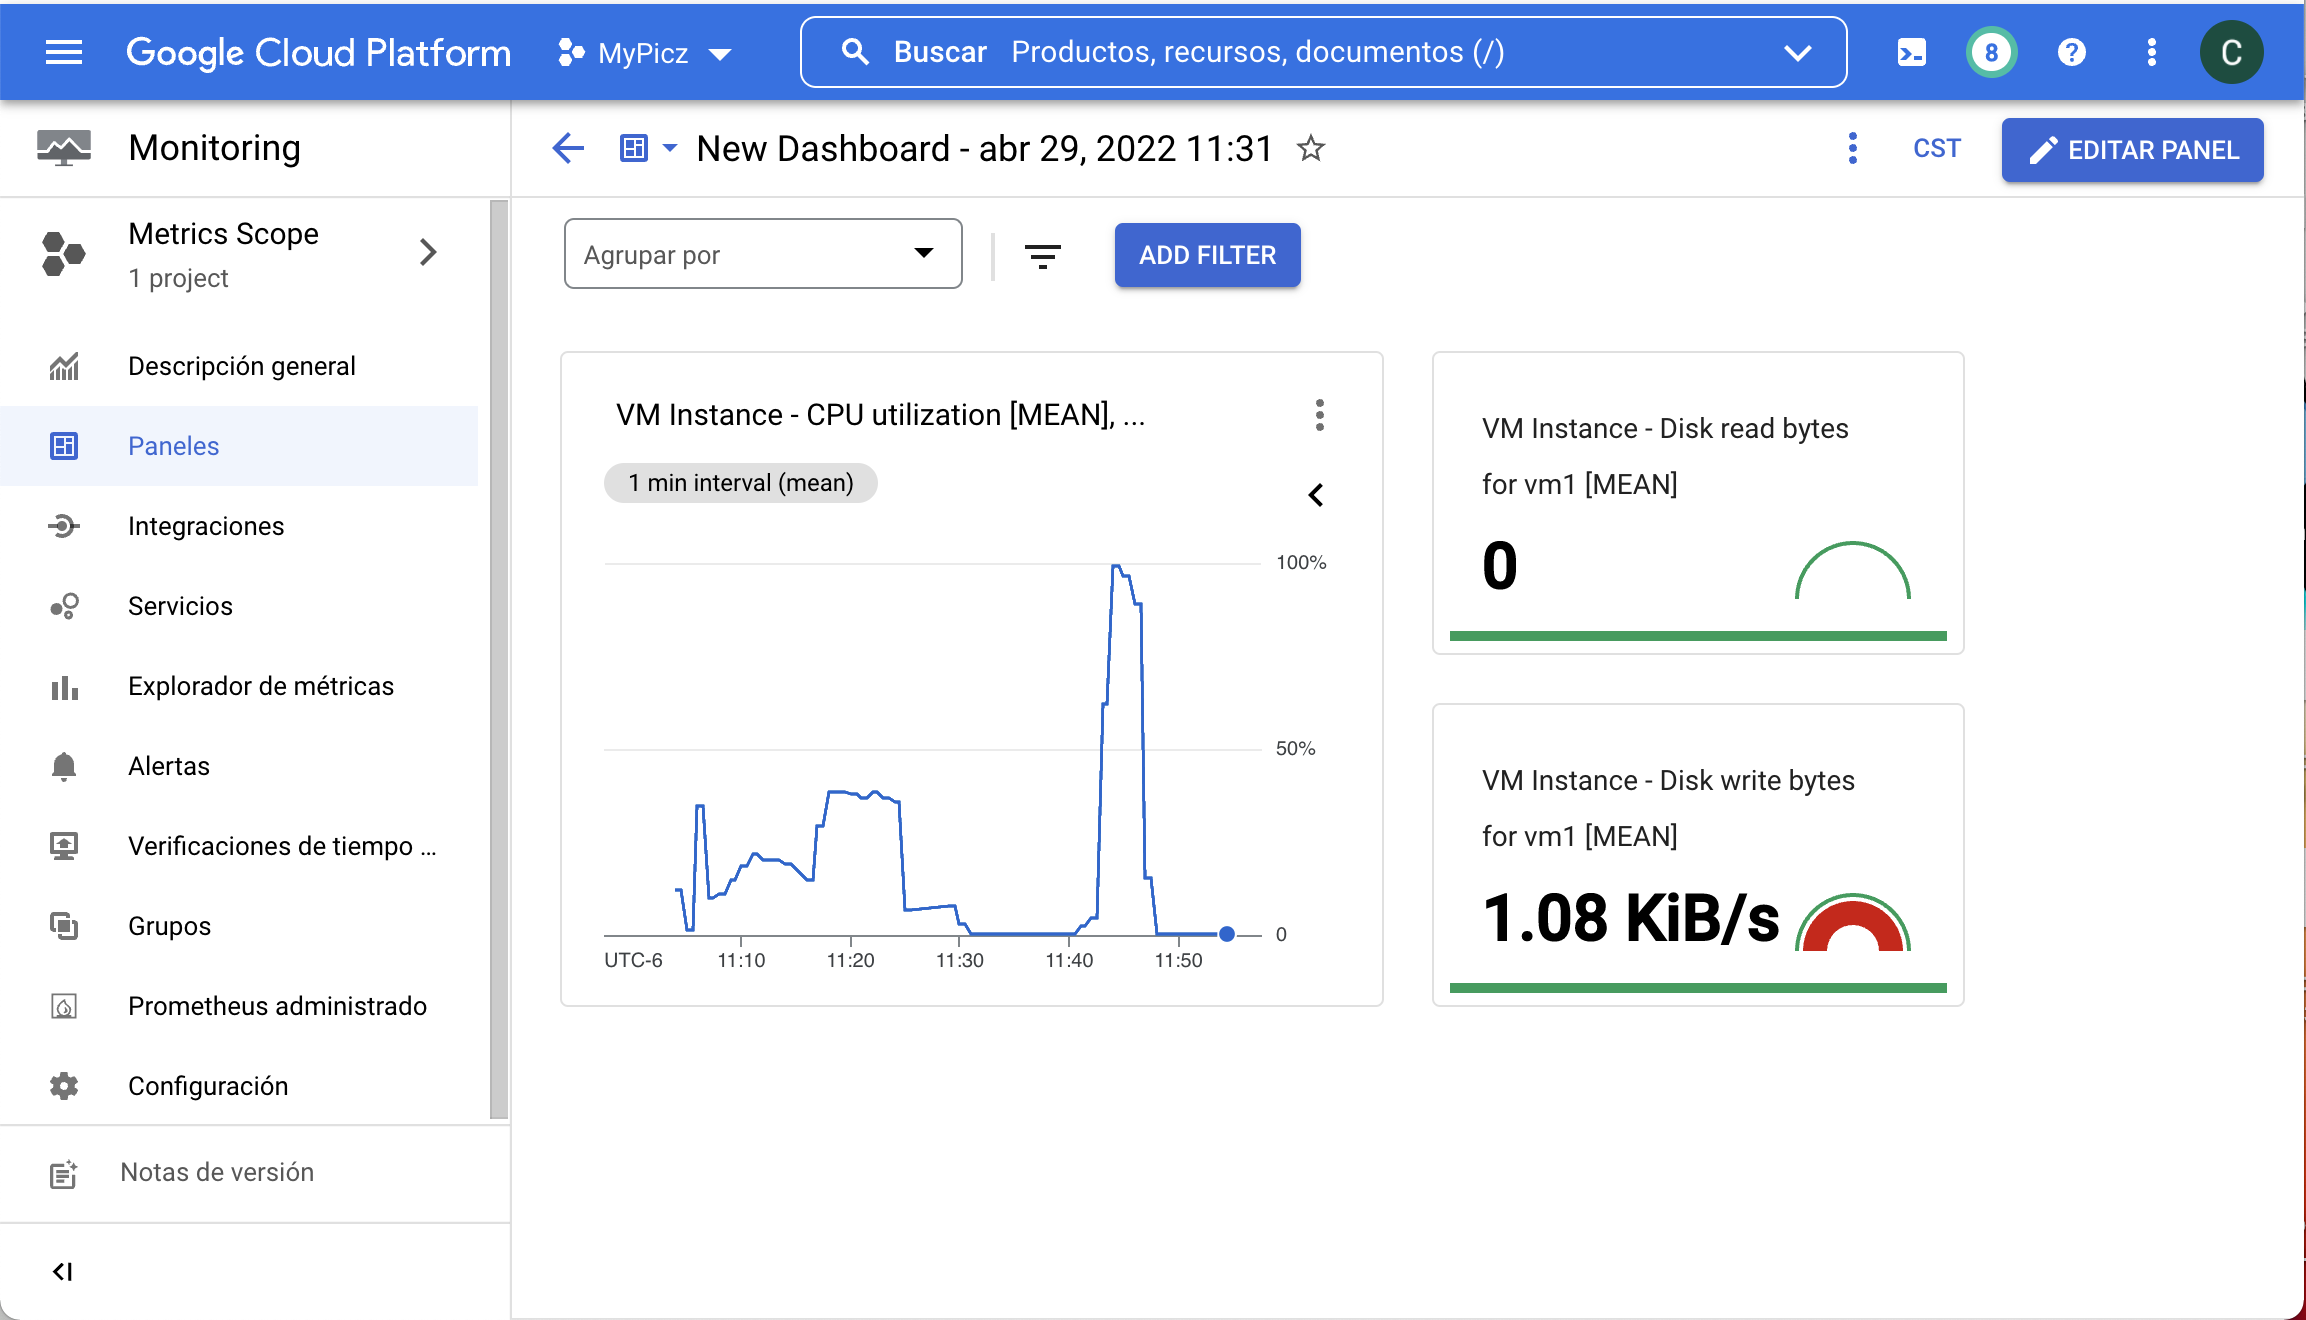 Google Cloud Platform
MyPicz
Buscar Productos, recursos, documentos (/)
8
?
C
Monitoring
New Dashboard - abr 29, 2022 11:31
CST
EDITAR PANEL
Metrics Scope
1 project
Descripción general
Paneles
Integraciones
Servicios
Explorador de métricas
Alertas
Verificaciones de tiempo ...
Grupos
Prometheus administrado
Configuración
Notas de versión
Agrupar por
ADD FILTER
VM Instance - CPU utilization [MEAN], ...
1 min interval (mean)
100%
50%
0
UTC-6 11:10 11:20 11:30 11:40 11:50
VM Instance - Disk read bytes
for vm1 [MEAN]
0
VM Instance - Disk write bytes
for vm1 [MEAN]
1.08 KiB/s